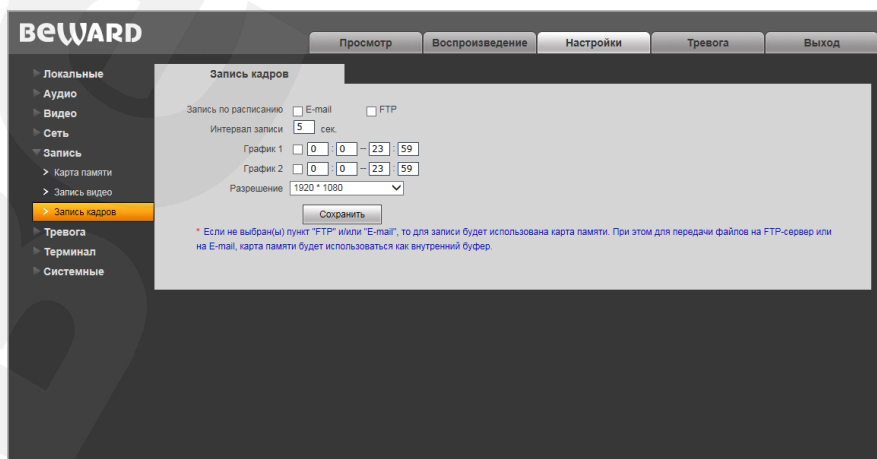 BEWARD
Просмотр Воспроизведение Настройки Тревога Выход
Локальные
Аудио
Видео
Сеть
Запись
Карта памяти
Запись видео
Запись кадров
Тревога
Терминал
Системные
Запись кадров
Запись по расписанию E-mail FTP
Интервал записи 5 сек.
График 1 0 : 0 -- 23 : 59
График 2 0 : 0 -- 23 : 59
Разрешение 1920 * 1080
Сохранить
* Если не выбран(ы) пункт "FTP" и/или "E-mail", то для записи будет использована карта памяти. При этом для передачи файлов на FTP-сервер или
на E-mail, карта памяти будет использоваться как внутренний буфер.